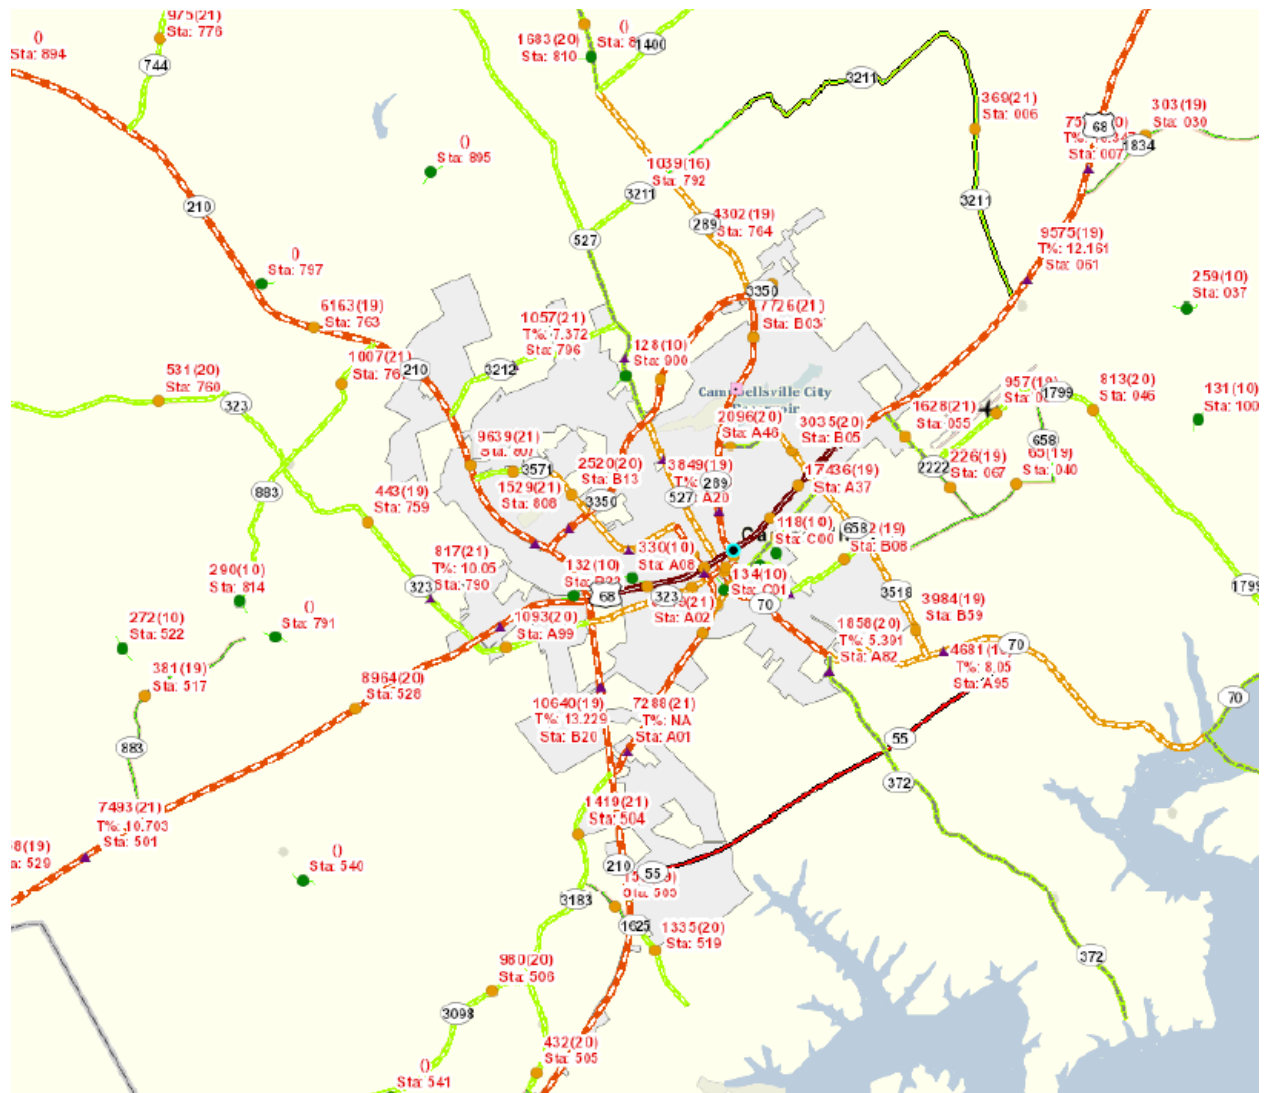 975(21)
Sta: 776
()
Sta: 894
744
1683(20)
Sta: 810
()
1400
3211
369(21)
Sta: 006
68
Sta: 007
303(19)
Sta: 030
1834
()
Sta: 895
1039(16)
Sta: 792
3211
210
289
4302(19)
Sta: 764
3211
527
9575(19)
T%: 12.161
Sta: 061
()
Sta: 797
259(10)
Sta: 037
3350
7726(21)
Sta: B03
6163(19)
Sta: 763
1057(21)
T%: 7.372
Sta: 796
128(10)
Sta: 900
1007(21)
210
3212
531(20)
Sta: 760
323
Campbellsville City
Reservoir
957(19)
1799
813(20)
Sta: 046
131(10)
Sta: 100
1628(21)
Sta: 055
2096(20)
Sta: A46
3035(20)
Sta: B05
658
9639(21)
Sta: 807
3571
2520(20)
Sta: B13
3849(19)
289
17436(19)
Sta: A37
2222
226(19)
Sta: 067
65(19)
Sta: 040
883
1529(21)
Sta: 808
3350
527
443(19)
Sta: 759
118(10)
Sta: C00
658
Sta: B08
817(21)
T%: 10.05
Sta: 790
330(10)
Sta: A08
132(10)
290(10)
Sta: 814
323
68
323
Sta: A02
134(10)
Sta: C01
70
3518
1799
272(10)
Sta: 522
()
Sta: 791
1093(20)
Sta: A99
1858(20)
T%: 5.391
Sta: A82
3984(19)
Sta: B59
381(19)
Sta: 517
8964(20)
Sta: 528
70
T%: 8.05
Sta: A95
70
10640(19)
T%: 13.229
Sta: B20
7288(21)
T%: NA
Sta: A01
883
55
372
7493(21)
T%: 10.703
Sta: 501
1419(21)
Sta: 504
()
Sta: 540
210
55
Sta: 503
3183
1625
1335(20)
Sta: 519
372
980(20)
Sta: 506
3098
432(20)
Sta: 505
()
Sta: 541